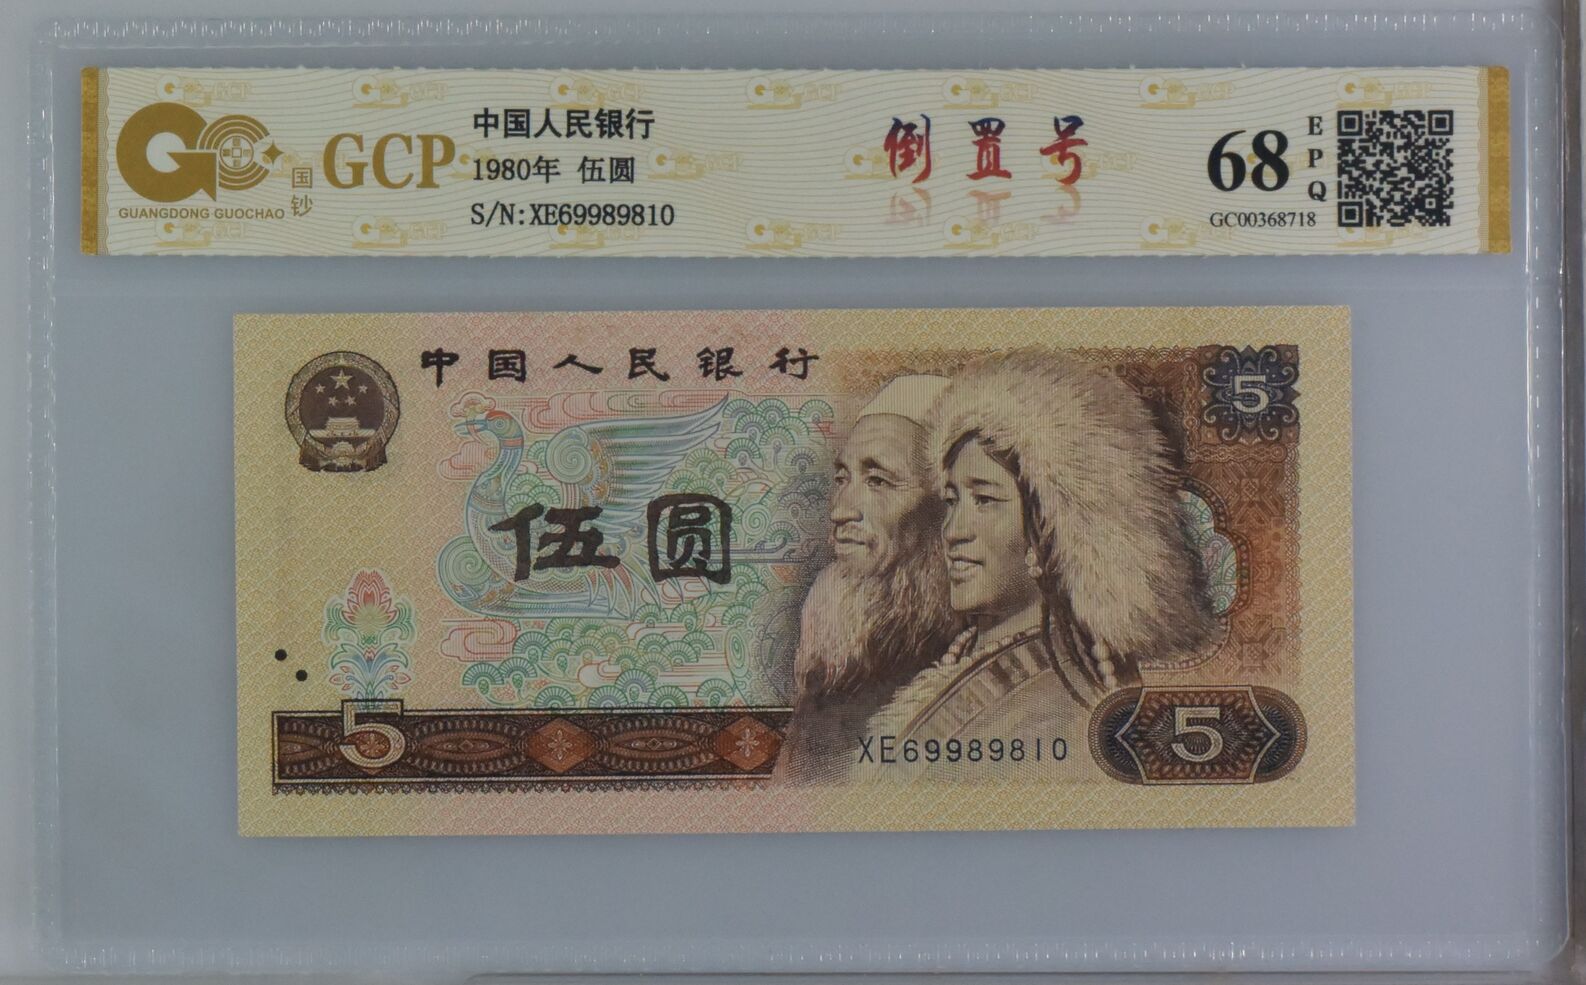 GUANGDONG GUOCHAO
国钞
GCP
中国人民银行
1980年 伍圆
S/N:XE69989810
倒置号
68
EPQ
GC00368718
中国人民银行
5
伍圆
5
XE69989810
5